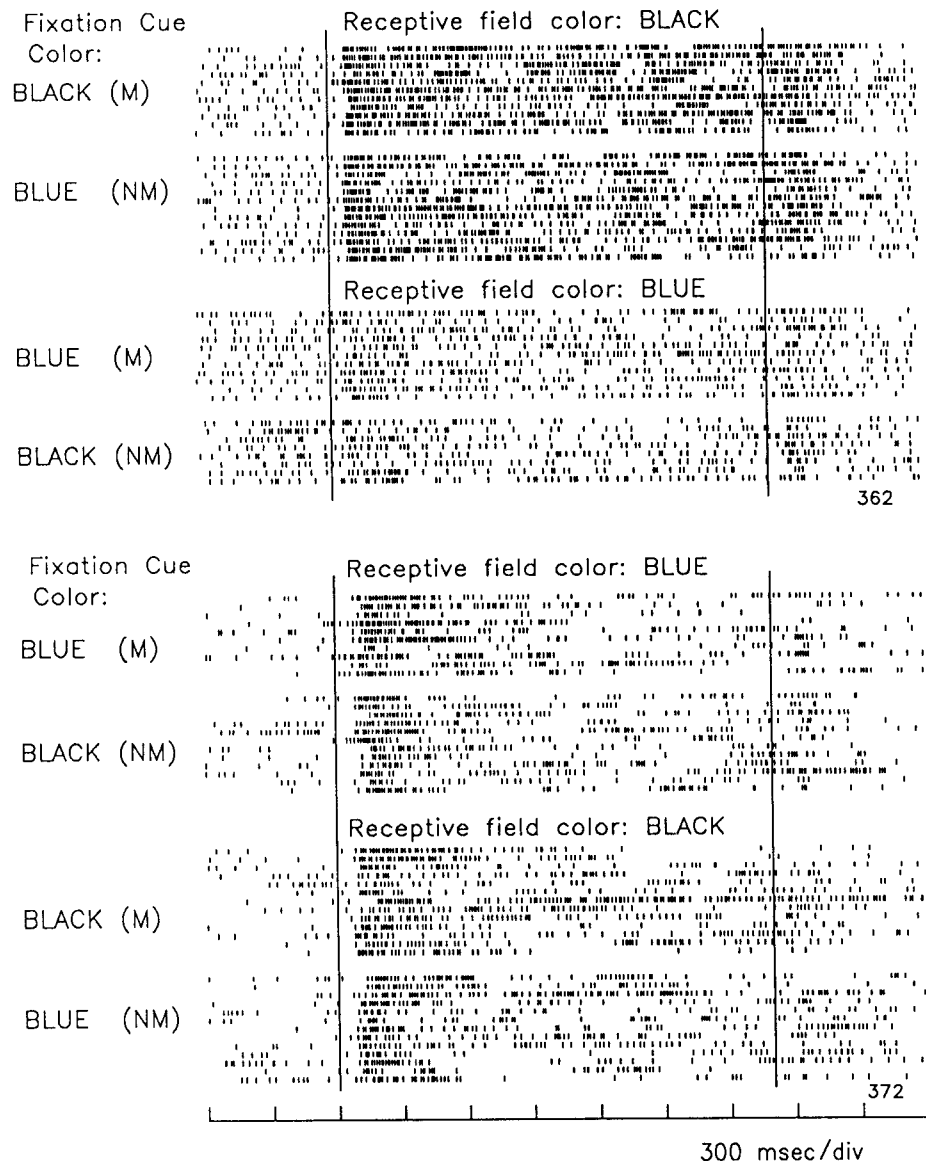 Fixation Cue
Color:
Receptive field color: BLACK
BLACK (M)
BLUE (NM)
Receptive field color: BLUE
BLUE (M)
BLACK (NM)
362
Fixation Cue
Color:
Receptive field color: BLUE
BLUE (M)
BLACK (NM)
Receptive field color: BLACK
BLACK (M)
BLUE (NM)
372
300 msec/div